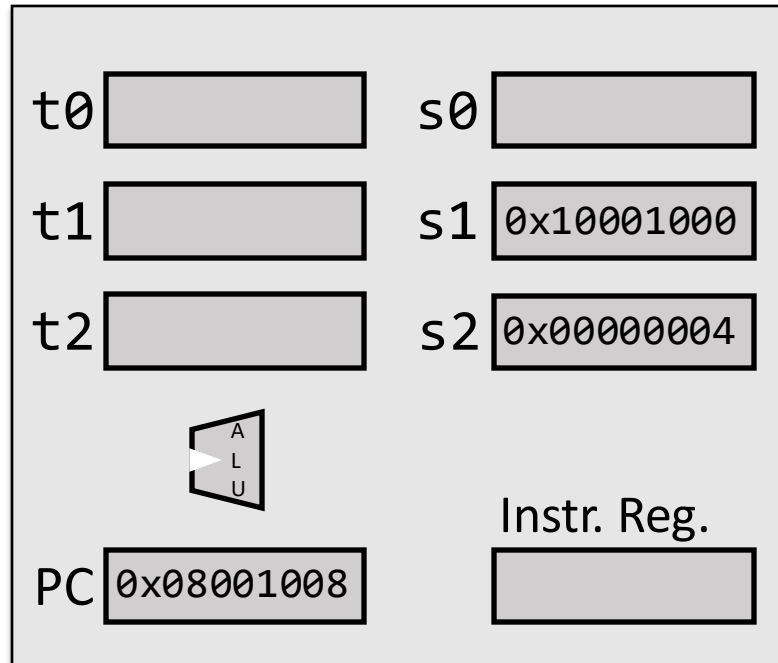 t0 s0
t1 s1 0x10001000
t2 s2 0x00000004
A
L
U
Instr. Reg.
PC 0x08001008